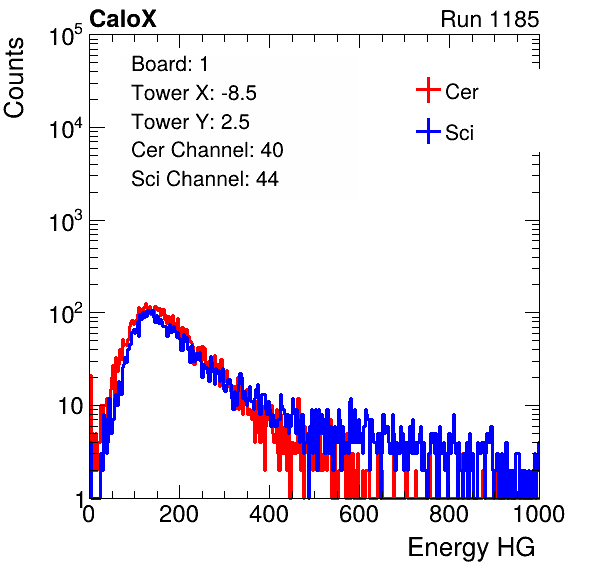 CaloX Run 1185
Counts
10^5
10^4
10^3
10^2
10
1
Board: 1
Tower X: -8.5
Tower Y: 2.5
Cer Channel: 40
Sci Channel: 44
Cer
Sci
0 200 400 600 800 1000
Energy HG